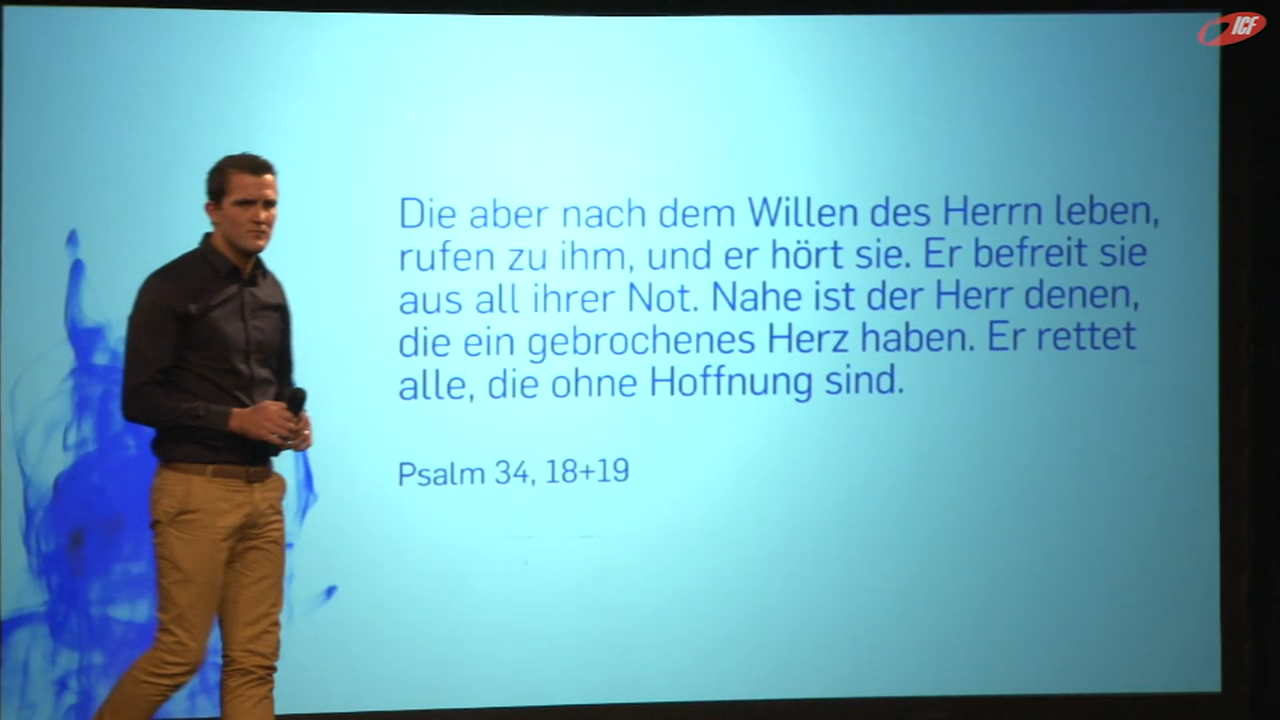 ICF
Die aber nach dem Willen des Herrn leben,
rufen zu ihm, und er hört sie. Er befreit sie
aus all ihrer Not. Nahe ist der Herr denen,
die ein gebrochenes Herz haben. Er rettet
alle, die ohne Hoffnung sind.
Psalm 34, 18+19